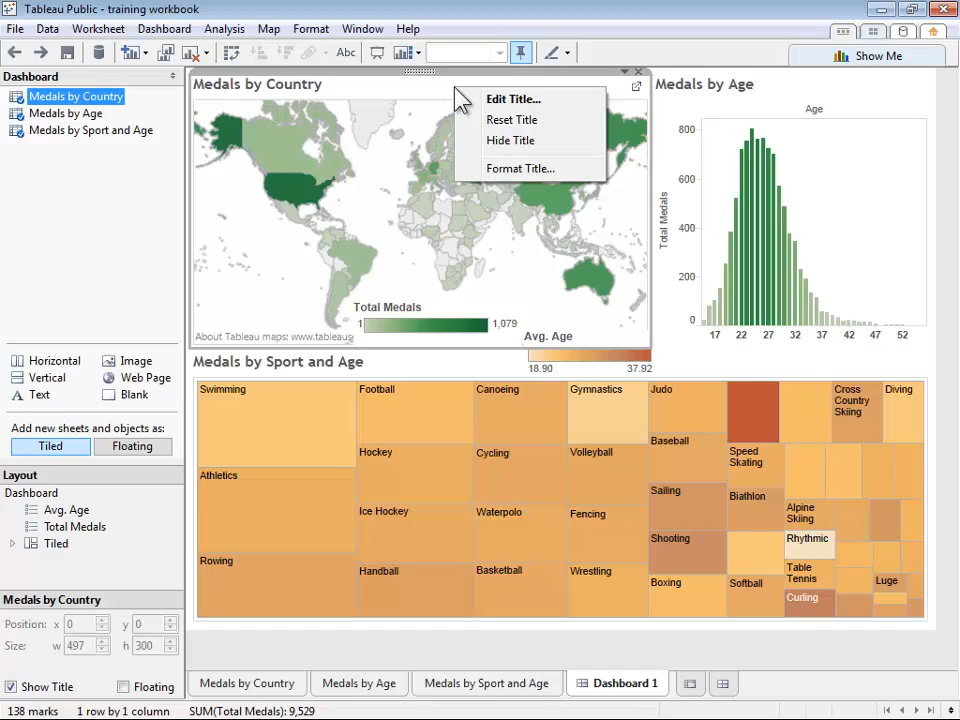 Tableau Public - training workbook
File Data Worksheet Dashboard Analysis Map Format Window Help
Abc
Show Me
Dashboard
Medals by Country
Medals by Age
Medals by Sport and Age
Horizontal Image
Vertical Web Page
Text Blank
Add new sheets and objects as:
Tiled Floating
Layout
Dashboard
Avg. Age
Total Medals
Tiled
Medals by Country
Position: x 0 y 0
Size: w 497 h 300
Show Title Floating
Medals by Country
Edit Title...
Reset Title
Hide Title
Format Title...
Total Medals
1 1,079
About Tableau maps: www.tableaus
Avg. Age
18.90 37.92
Medals by Age
Age
Total Medals
800
600
400
200
0
17 22 27 32 37 42 47 52
Medals by Sport and Age
Swimming
Athletics
Rowing
Football
Hockey
Ice Hockey
Handball
Canoeing
Cycling
Waterpolo
Basketball
Gymnastics
Volleyball
Fencing
Wrestling
Judo
Baseball
Sailing
Shooting
Boxing
Speed
Skating
Biathlon
Softball
Cross
Country
Skiing
Diving
Alpine
Skiing
Rhythmic
Table
Tennis
Curling
Luge
Medals by Country Medals by Age Medals by Sport and Age Dashboard 1
138 marks 1 row by 1 column SUM(Total Medals): 9,529